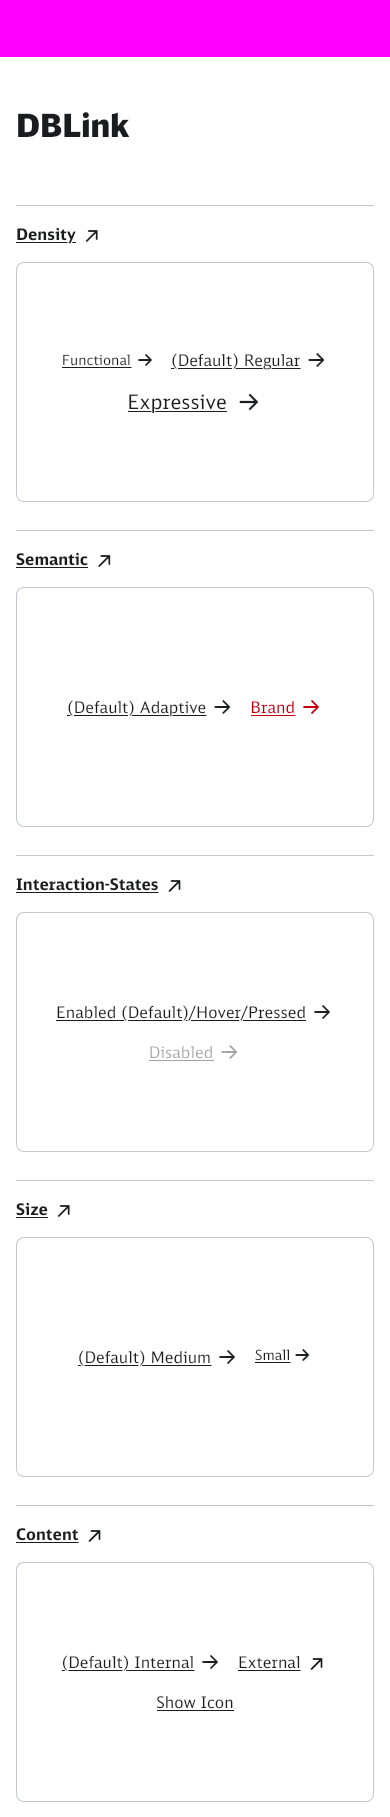 DBLink
Density
Functional (Default) Regular
Expressive
Semantic
(Default) Adaptive Brand
Interaction-States
Enabled (Default)/Hover/Pressed
Disabled
Size
(Default) Medium Small
Content
(Default) Internal External
Show Icon